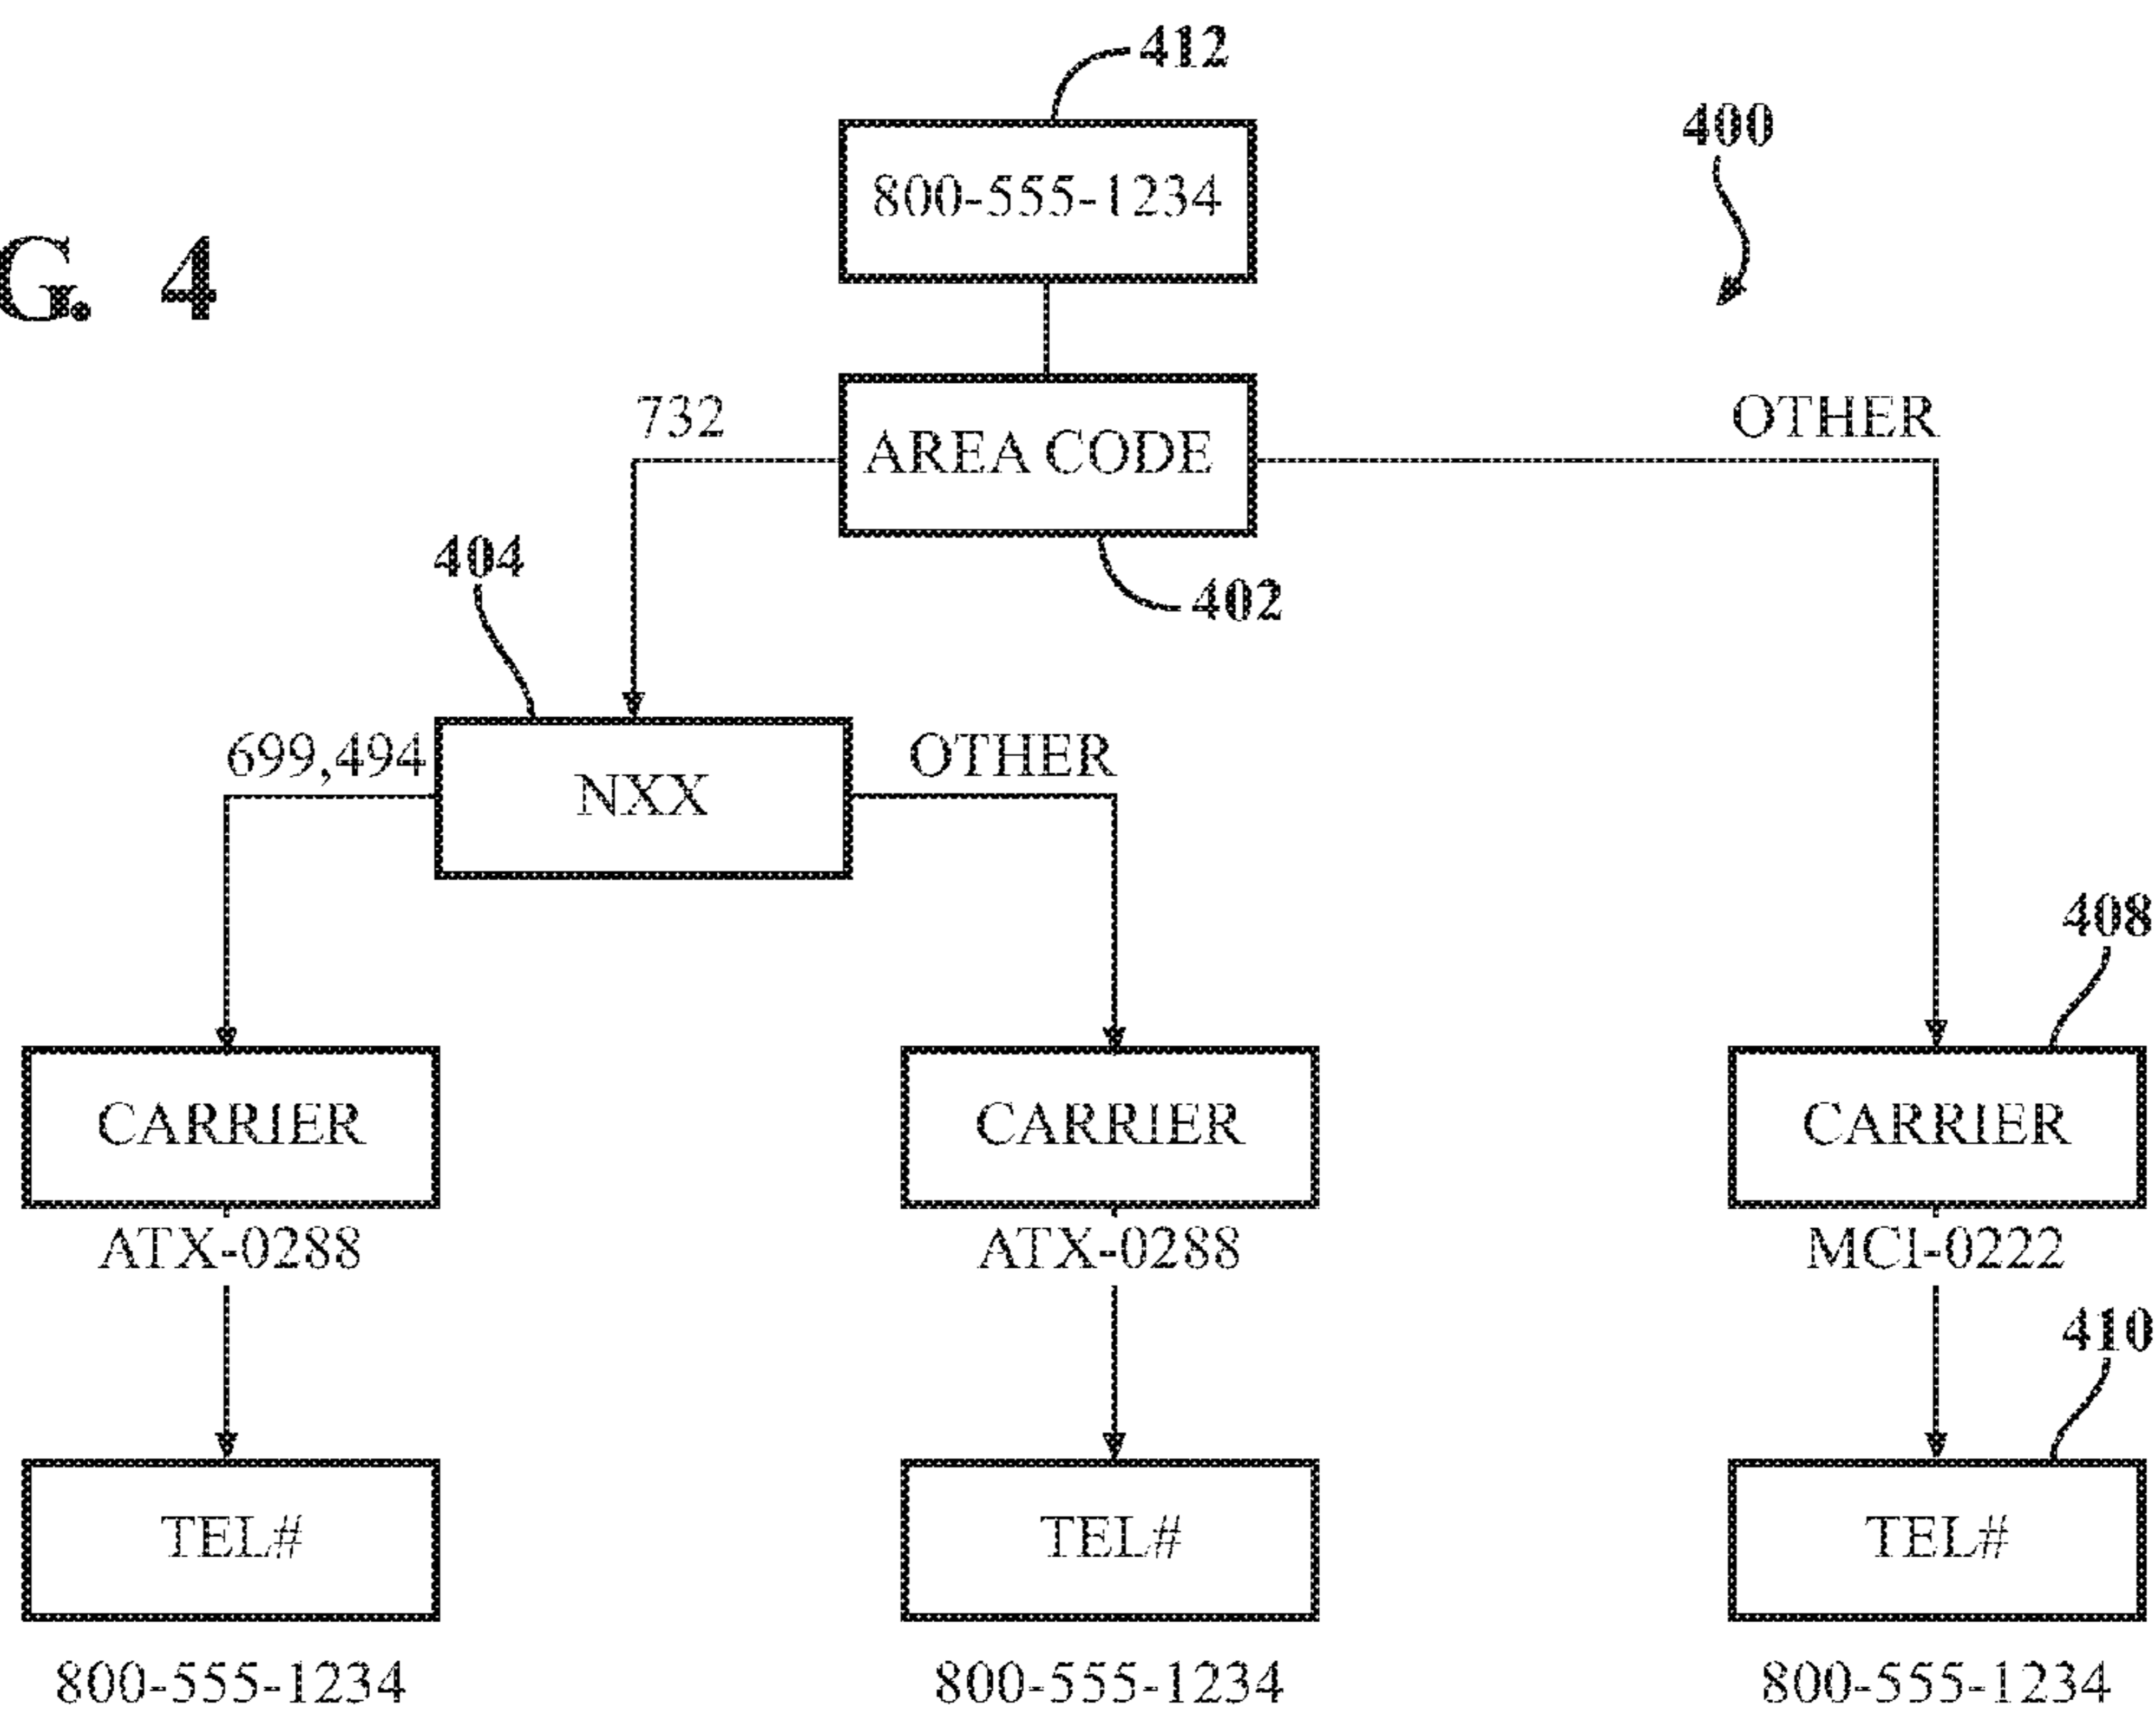 412
400
800-555-1234
G. 4
732
AREA CODE
OTHER
404
402
699,494
NXX
OTHER
408
CARRIER
CARRIER
CARRIER
ATX-0288
ATX-0288
MCI-0222
410
TEL#
TEL#
TEL#
800-555-1234
800-555-1234
800-555-1234